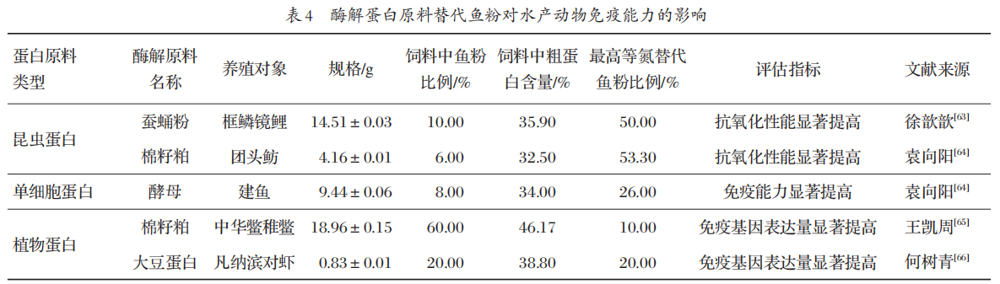 表4 酶解蛋白原料替代鱼粉对水产动物免疫能力的影响
蛋白原料类型 酶解原料名称 养殖对象 规格/g 饲料中鱼粉比例/% 饲料中粗蛋白含量/% 最高等氮替代鱼粉比例/% 评估指标 文献来源
昆虫蛋白 蚕蛹粉 框鳞镜鲤 14.51±0.03 10.00 35.90 50.00 抗氧化性能显著提高 徐歆歆[63]
棉籽粕 团头鲂 4.16±0.01 6.00 32.50 53.30 抗氧化性能显著提高 袁向阳[64]
单细胞蛋白 酵母 建鱼 9.44±0.06 8.00 34.00 26.00 免疫能力显著提高 袁向阳[64]
植物蛋白 棉籽粕 中华鳖稚鳖 18.96±0.15 60.00 46.17 10.00 免疫基因表达量显著提高 王凯周[65]
大豆蛋白 凡纳滨对虾 0.83±0.01 20.00 38.80 20.00 免疫基因表达量显著提高 何树青[66]